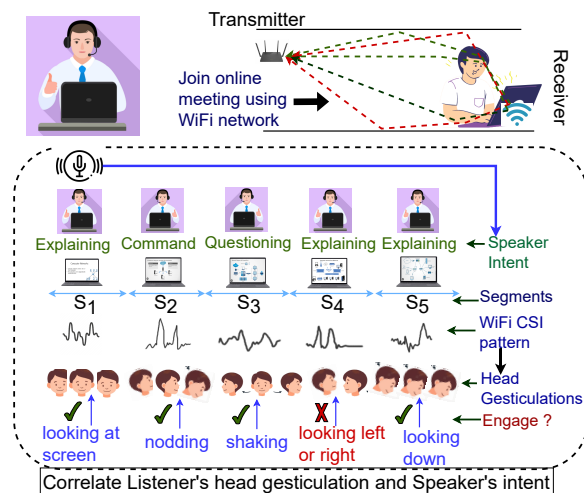 Transmitter
Join online
meeting using
WiFi network
Receiver
Explaining
Command
Questioning
Explaining
Explaining
Speaker
Intent
S1
S2
S3
S4
S5
Segments
WiFi CSI
pattern
Head
Gesticulations
Engage ?
looking at
screen
nodding
shaking
X
looking left
or right
looking
down
Correlate Listener's head gesticulation and Speaker's intent